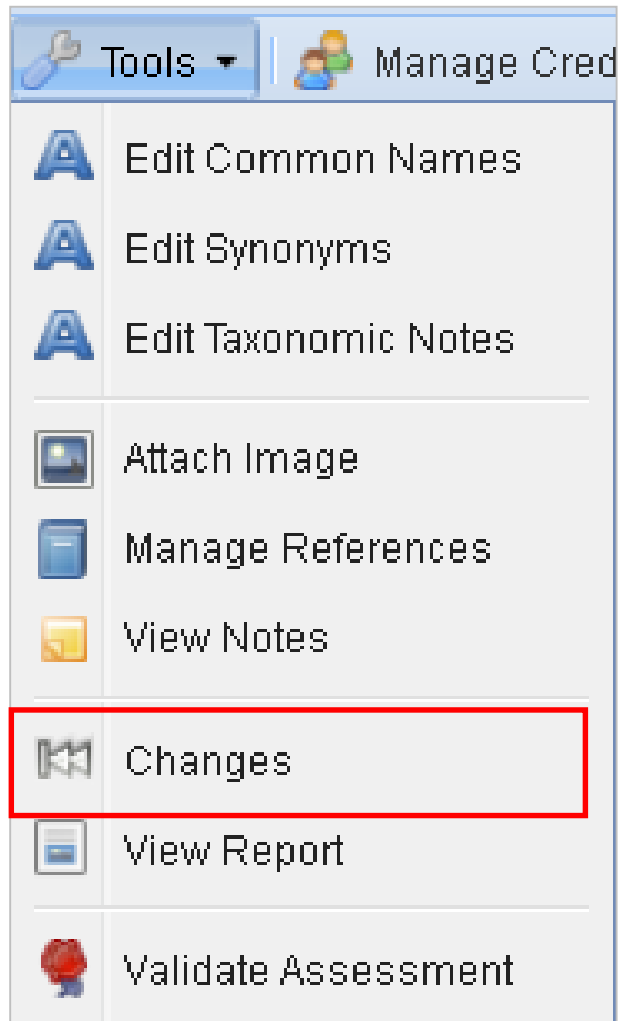 Tools Manage Cred
Edit Common Names
Edit Synonyms
Edit Taxonomic Notes
Attach Image
Manage References
View Notes
Changes
View Report
Validate Assessment